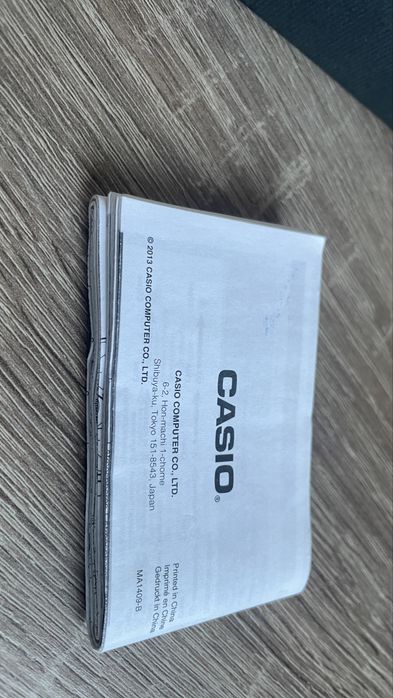 CASIO®
CASIO COMPUTER CO., LTD.
6-2, Hon-machi 1-chome
Shibuya-ku, Tokyo 151-8543, Japan
© 2013 CASIO COMPUTER CO., LTD.
Printed in China
Imprimé en Chine
Gedruckt in China
MA1409-B